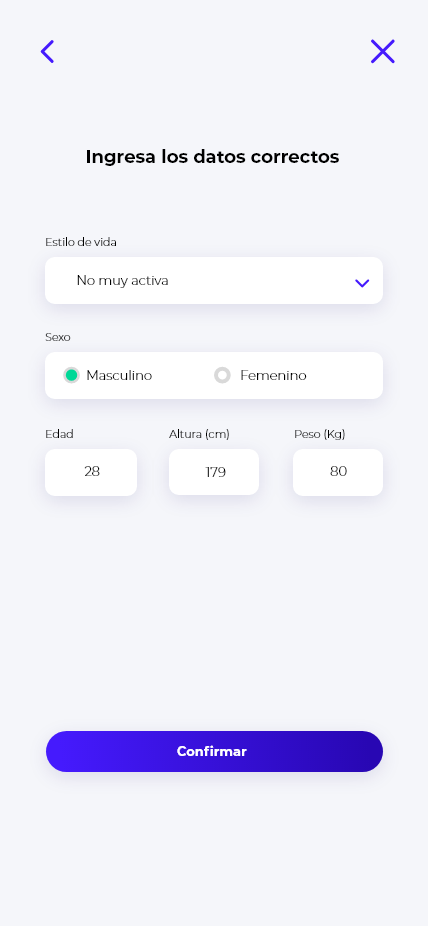 Ingresa los datos correctos
Estilo de vida
No muy activa
Sexo
Masculino Femenino
Edad Altura (cm) Peso (Kg)
28 179 80
Confirmar